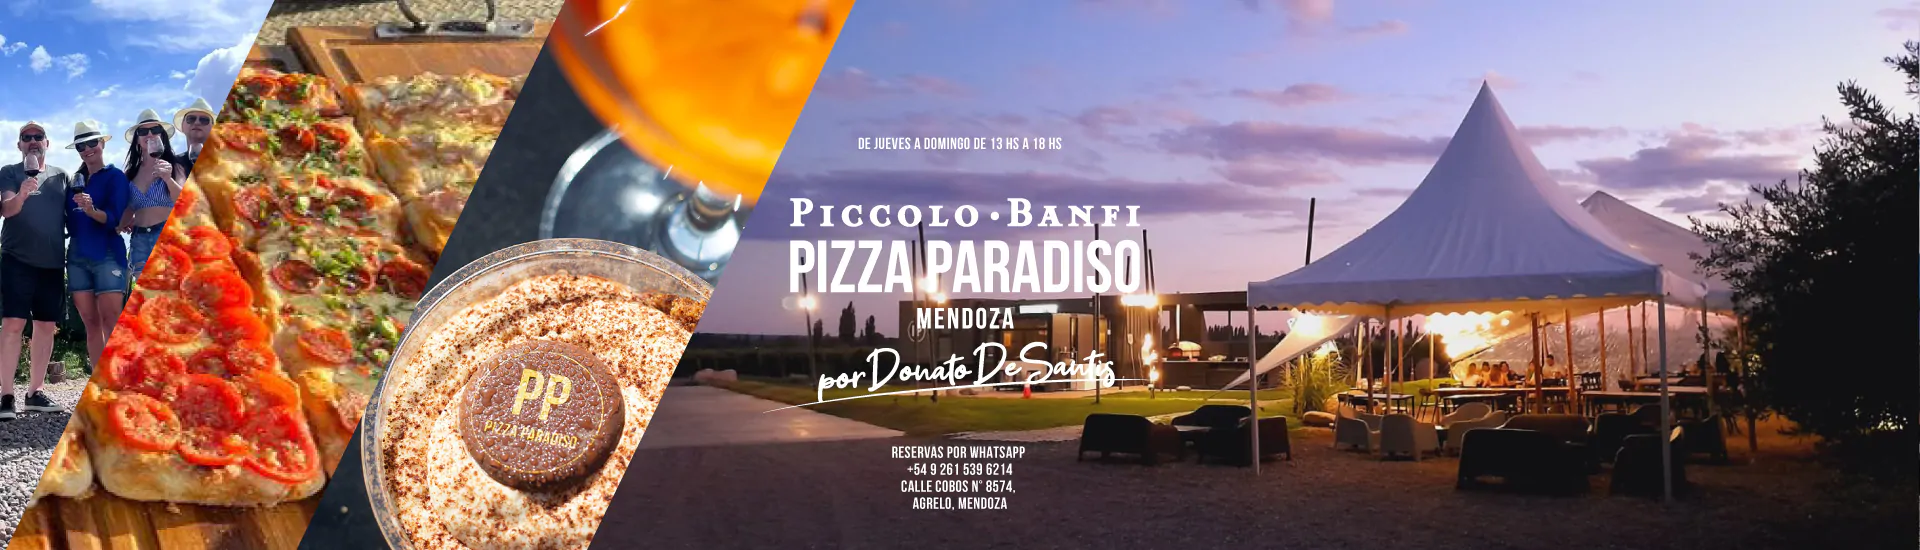 DE JUEVES A DOMINGO DE 13 HS A 18 HS
PICCOLO • BANFI
PIZZA PARADISO
MENDOZA
por Donato De Santis
RESERVAS POR WHATSAPP
+54 9 261 539 6214
CALLE COBOS N° 8574,
AGRELO, MENDOZA
PP
PIZZA PARADISO